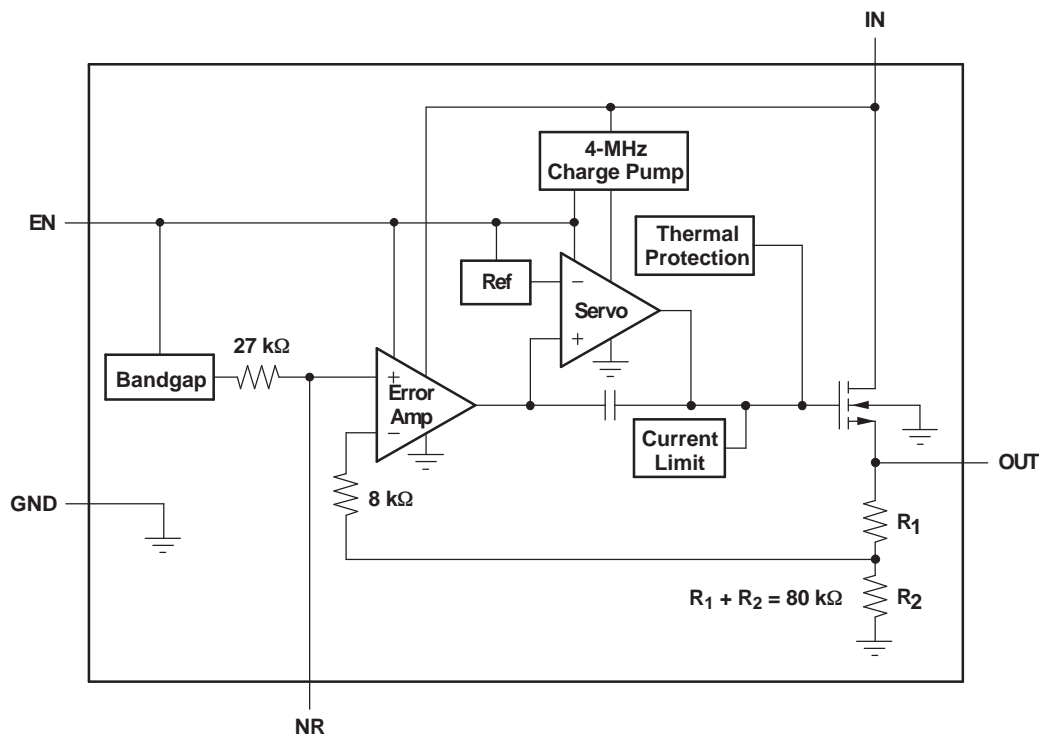 IN
4-MHz
Charge Pump
EN
Thermal
Protection
Ref
−
Servo
+
27 kΩ
Bandgap
+
Error
Amp
−
Current
Limit
OUT
8 kΩ
GND
R1
R1 + R2 = 80 kΩ
R2
NR